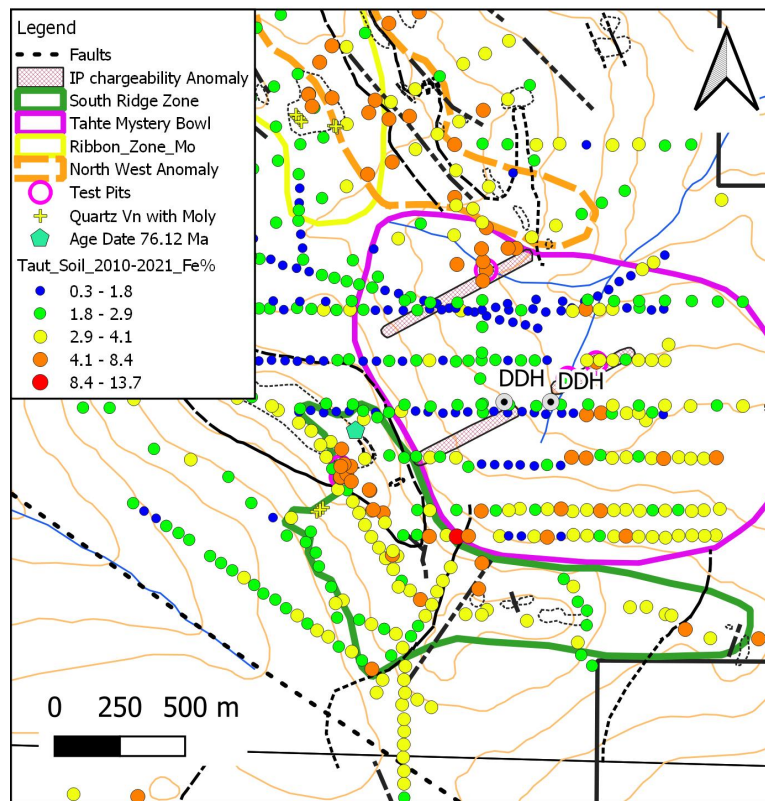 Legend
Faults
IP chargeability Anomaly
South Ridge Zone
Tahte Mystery Bowl
Ribbon_Zone_Mo
North West Anomaly
Test Pits
Quartz Vn with Moly
Age Date 76.12 Ma
Taut_Soil_2010-2021_Fe%
0.3 - 1.8
1.8 - 2.9
2.9 - 4.1
4.1 - 8.4
8.4 - 13.7
DDH DDH
0 250 500 m